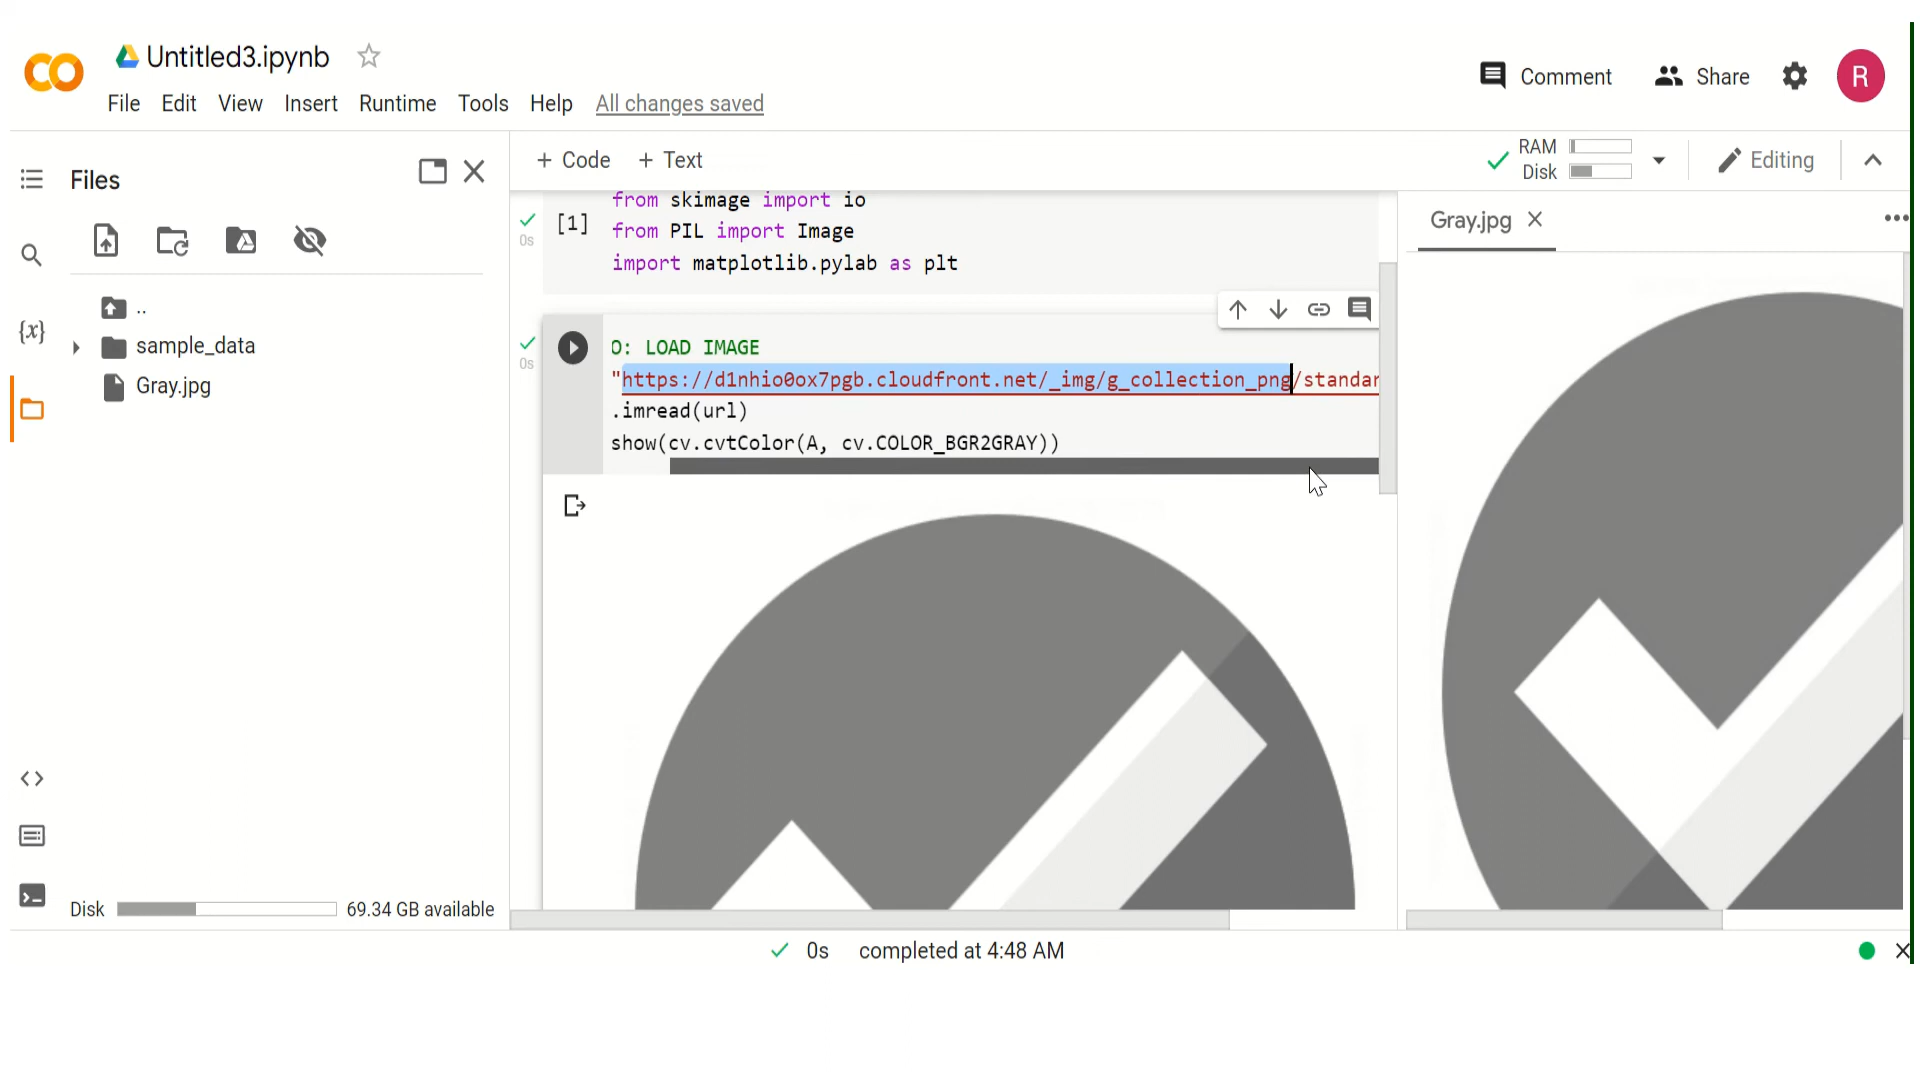 Untitled3.ipynb
File Edit View Insert Runtime Tools Help All changes saved
Comment Share R
Files
+ Code + Text
RAM
Disk
Editing
..
sample_data
Gray.jpg
Disk 69.34 GB available
[1]
0s
from skimage import io
from PIL import Image
import matplotlib.pylab as plt
0s
O: LOAD IMAGE
"https://d1nhio0ox7pgb.cloudfront.net/_img/g_collection_png/standar
.imread(url)
show(cv.cvtColor(A, cv.COLOR_BGR2GRAY))
Gray.jpg
0s completed at 4:48 AM